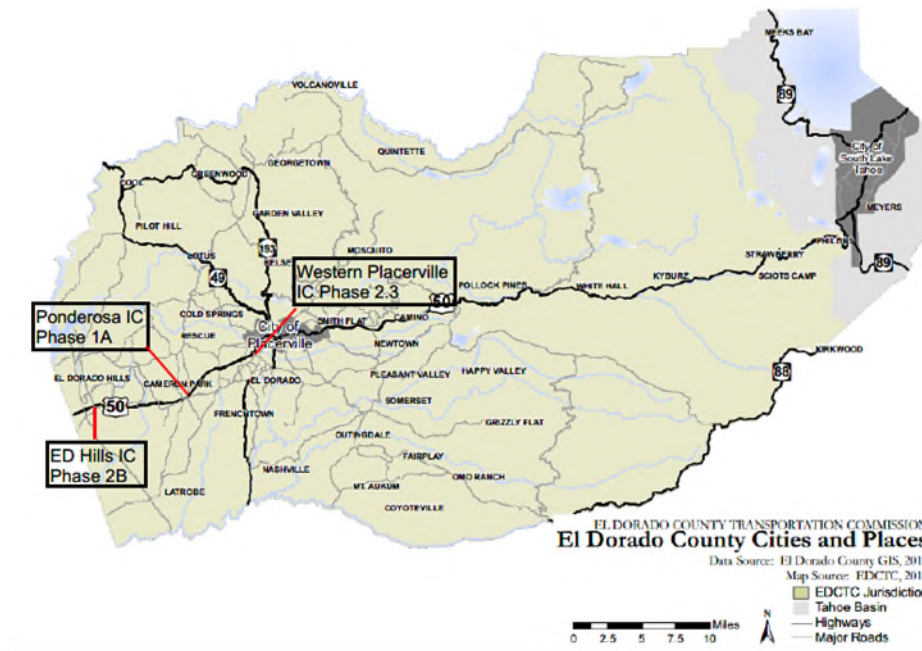 MEEKS BAY
89
VOLCANOVILLE
QUINTETTE
GEORGETOWN
GREENWOOD
COOL
City of
South Lake
Tahoe
MEYERS
GARDEN VALLEY
PILOT HILL
193
MOSQUITO
LOTUS
KELSEY
49
PHILLIPS
STRAWBERRY
89
SCIOTS CAMP
KYBURZ
WHITE HALL
POLLOCK PINES
Western Placerville
IC Phase 2.3
50
CAMINO
SMITH FLAT
COLD SPRINGS
City of
Placerville
Ponderosa IC
Phase 1A
RESCUE
NEWTOWN
KIRKWOOD
88
EL DORADO HILLS
CAMERON PARK
EL DORADO
PLEASANT VALLEY
HAPPY VALLEY
50
FRENCHTOWN
SOMERSET
GRIZZLY FLAT
ED Hills IC
Phase 2B
OUTINGDALE
FAIRPLAY
NASHVILLE
OMO RANCH
LATROBE
MT. AUKUM
COYOTEVILLE
EL DORADO COUNTY TRANSPORTATION COMMISSION
El Dorado County Cities and Places
Data Source: El Dorado County GIS, 201
Map Source: EDCTC, 201
EDCTC Jurisdiction
Tahoe Basin
Highways
Major Roads
N
Miles
0 2.5 5 7.5 10